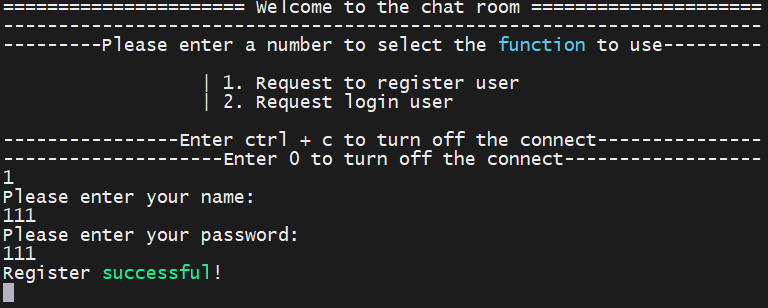 ====================== Welcome to the chat room =====================
---------------------------------------------------------------------
---------Please enter a number to select the function to use---------
| 1. Request to register user
| 2. Request login user
----------------Enter ctrl + c to turn off the connect---------------
--------------------Enter 0 to turn off the connect------------------
1
Please enter your name:
111
Please enter your password:
111
Register successful!